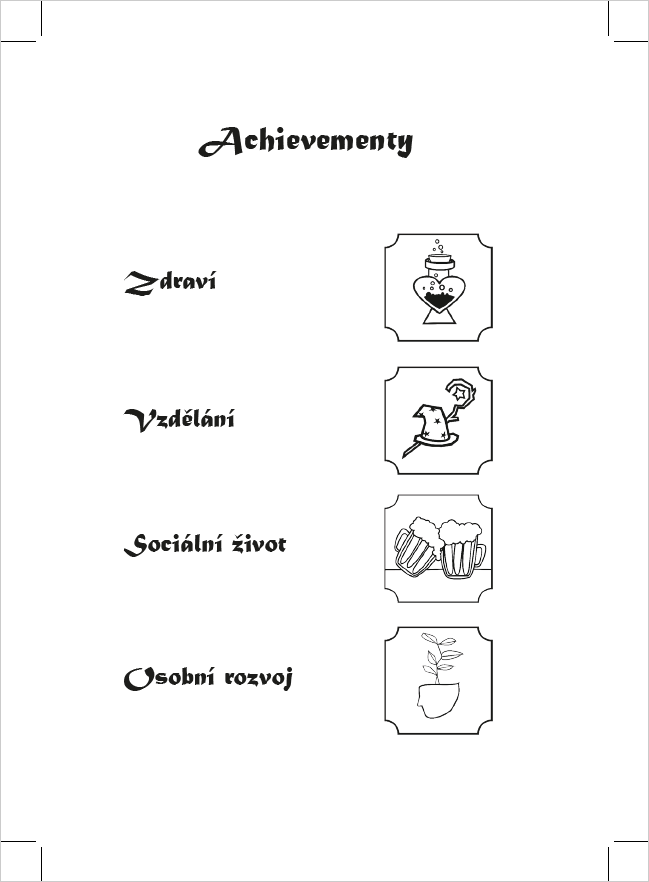 Achievementy
Zdraví
Vzdělání
Sociální život
Osobní rozvoj